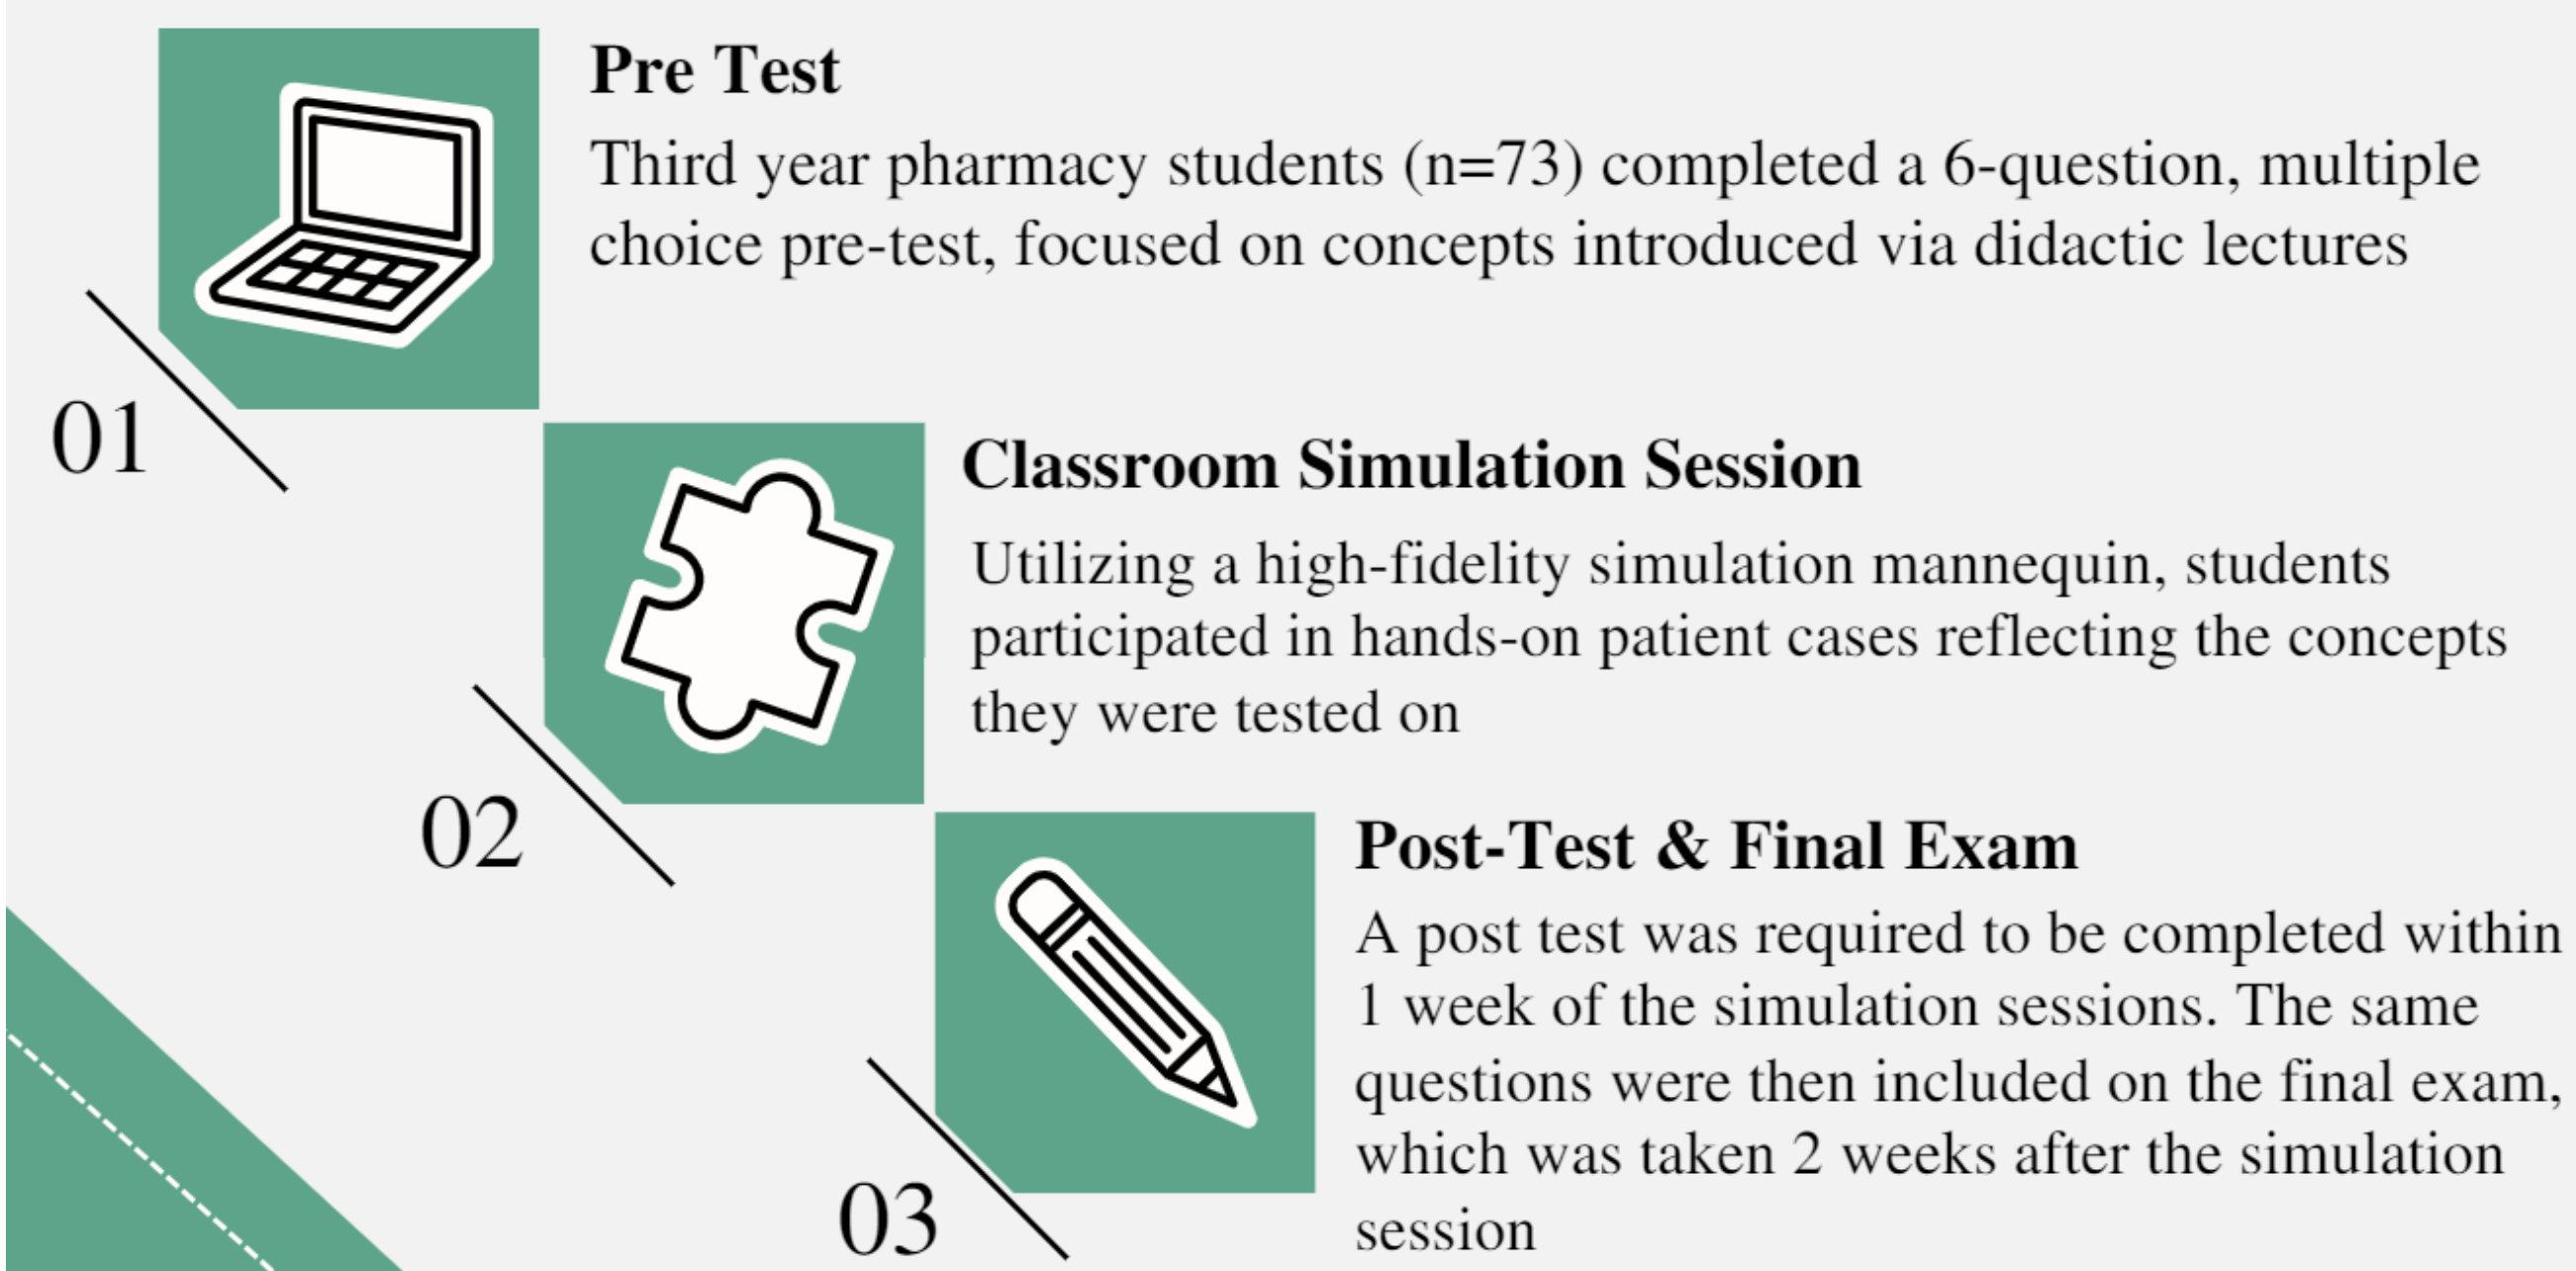 Pre Test
Third year pharmacy students (n=73) completed a 6-question, multiple
choice pre-test, focused on concepts introduced via didactic lectures
01
Classroom Simulation Session
Utilizing a high-fidelity simulation mannequin, students
participated in hands-on patient cases reflecting the concepts
they were tested on
02
Post-Test & Final Exam
A post test was required to be completed within
1 week of the simulation sessions. The same
questions were then included on the final exam,
which was taken 2 weeks after the simulation
session
03